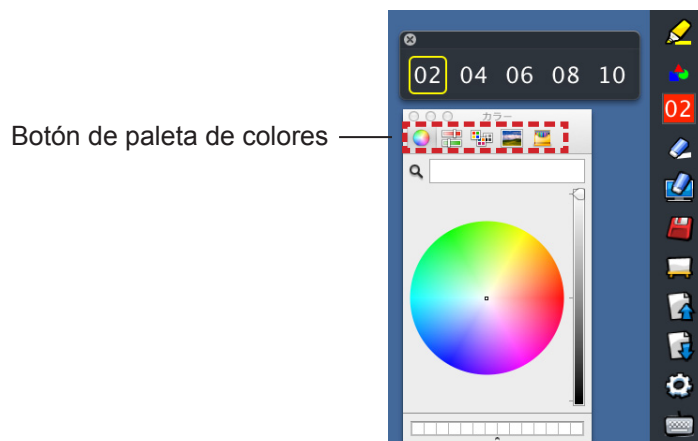 02 04 06 08 10
カラー
02
Botón de paleta de colores